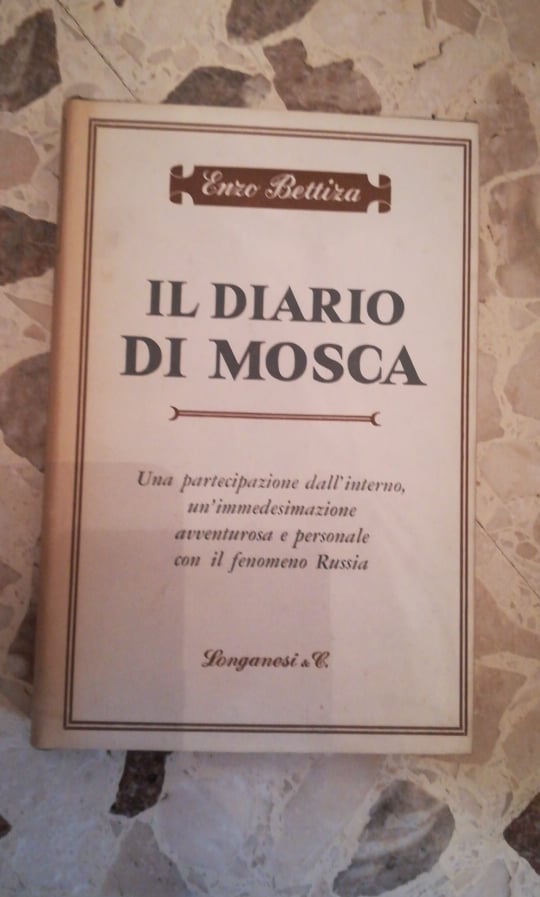 Enzo Bettiza
IL DIARIO
DI MOSCA
Una partecipazione dall'interno,
un'immedesimazione
avventurosa e personale
con il fenomeno Russia
Longanesi & C.